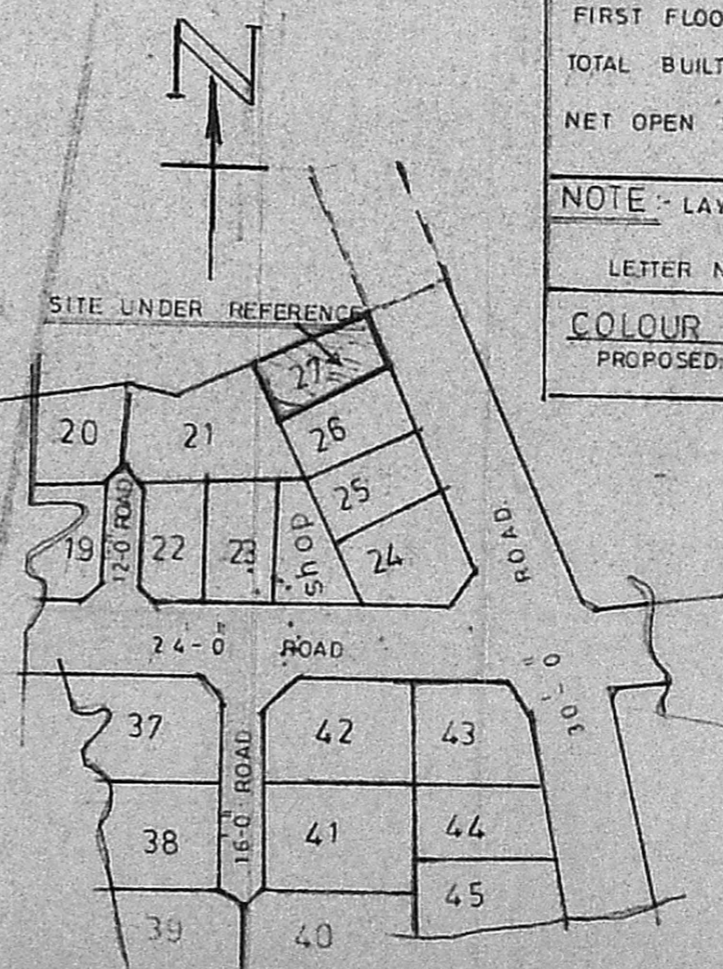 N
FIRST FLOO
TOTAL BUILT
NET OPEN
NOTE :- LAY
LETTER N
COLOUR
PROPOSED:
SITE UNDER REFERENCE
27
20
21
26
25
24
19
12-0" ROAD
22
23
shop
ROAD.
24-0" ROAD
30'-0"
37
42
43
16-0" ROAD
38
41
44
45
39
40